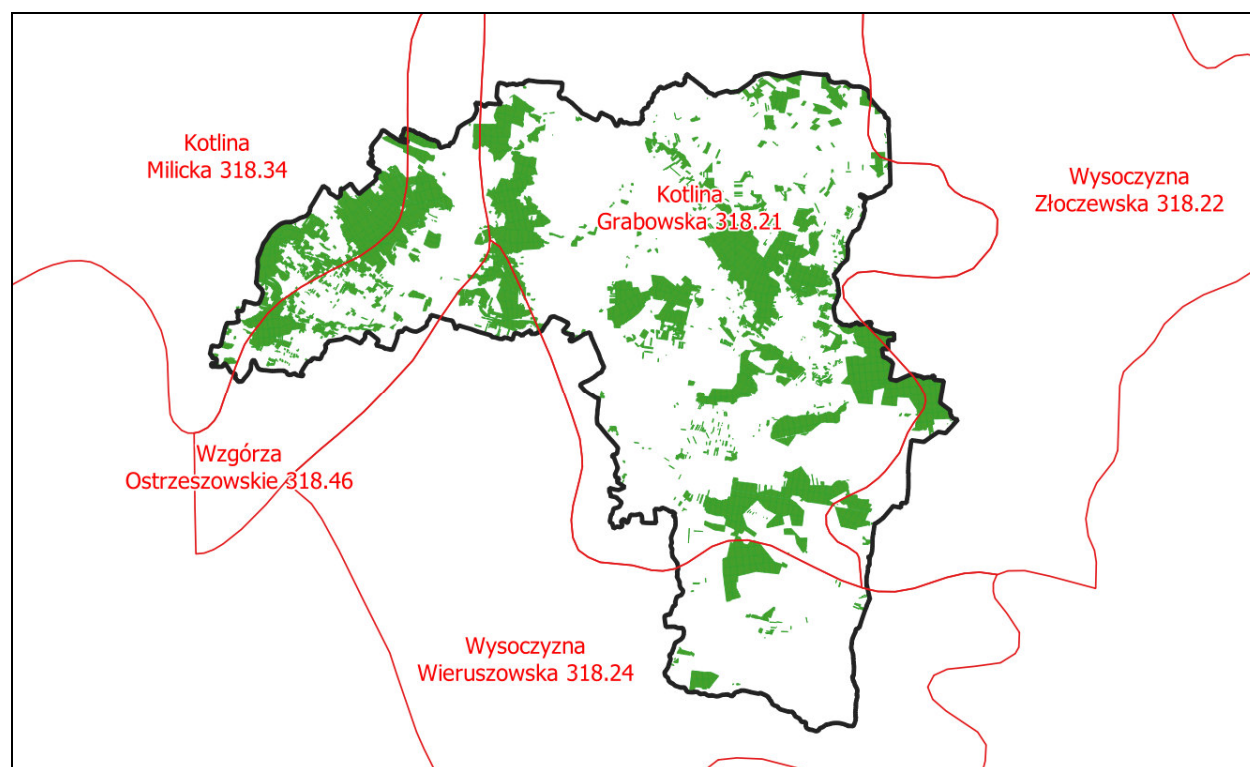 Kotlina
Milicka 318.34
Kotlina
Grabowska 318.21
Wysoczyzna
Złoczewska 318.22
Wzgórza
Ostrzeszowskie 318.46
Wysoczyzna
Wieruszowska 318.24